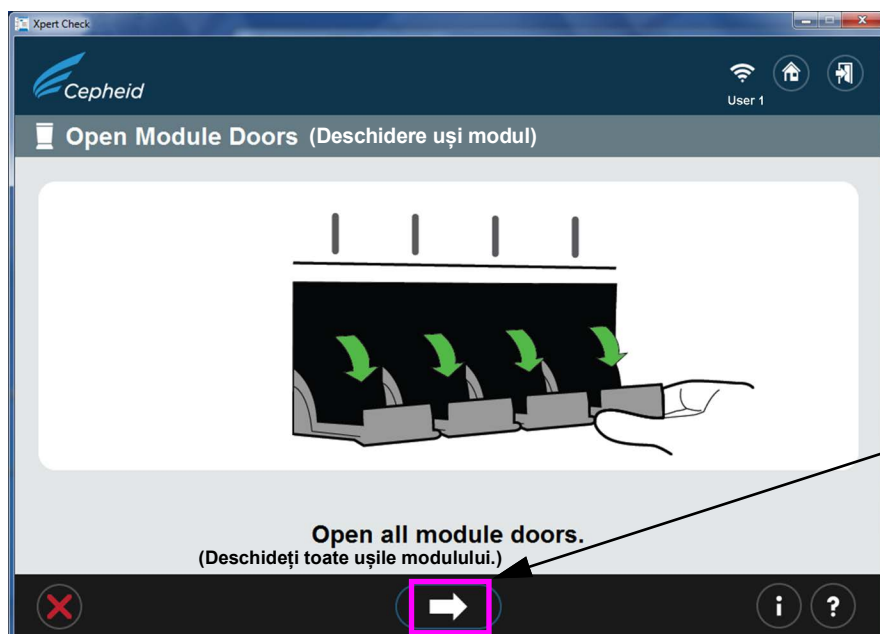 Xpert Check
Cepheid
User 1
Open Module Doors (Deschidere uși modul)
Open all module doors.
(Deschideți toate ușile modulului.)
i ?